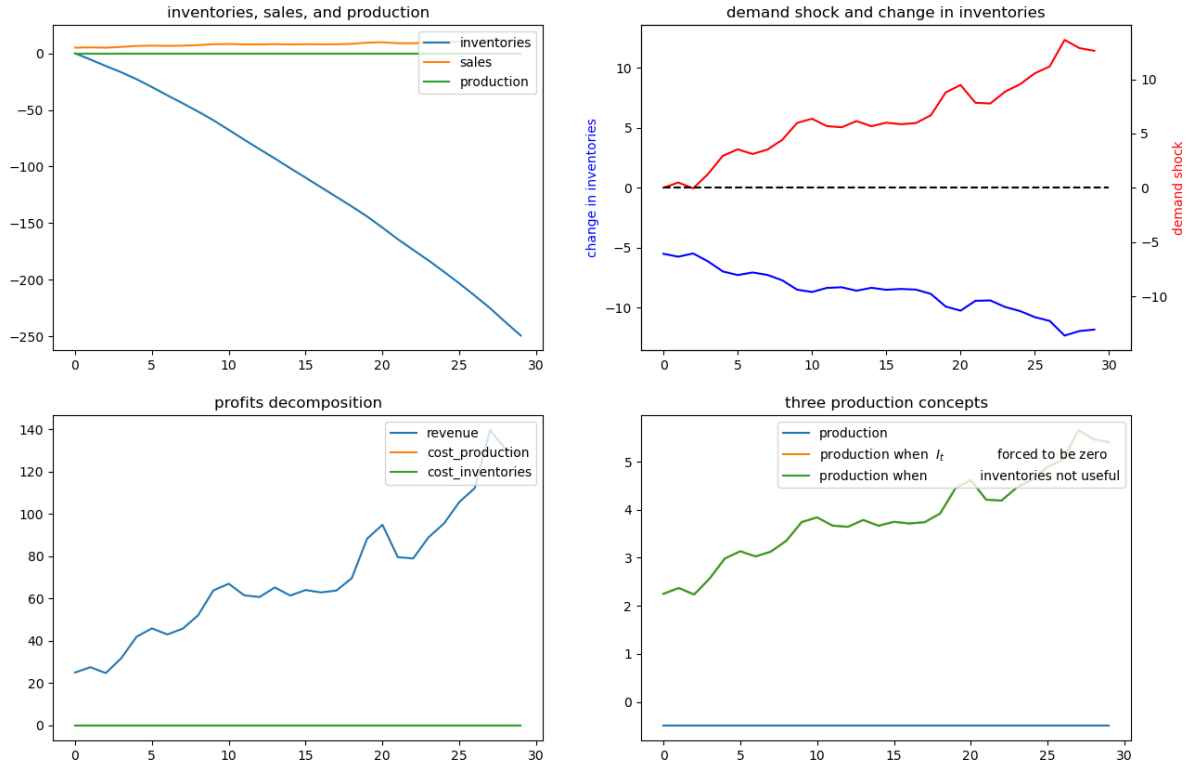 inventories, sales, and production
0
−50
−100
−150
−200
−250
0 5 10 15 20 25 30
inventories
sales
production
demand shock and change in inventories
change in inventories
10
5
0
−5
−10
10
5
0
−5
−10
demand shock
0 5 10 15 20 25 30
profits decomposition
140
120
100
80
60
40
20
0
0 5 10 15 20 25 30
revenue
cost_production
cost_inventories
three production concepts
5
4
3
2
1
0
0 5 10 15 20 25 30
production
production when I_t forced to be zero
production when inventories not useful